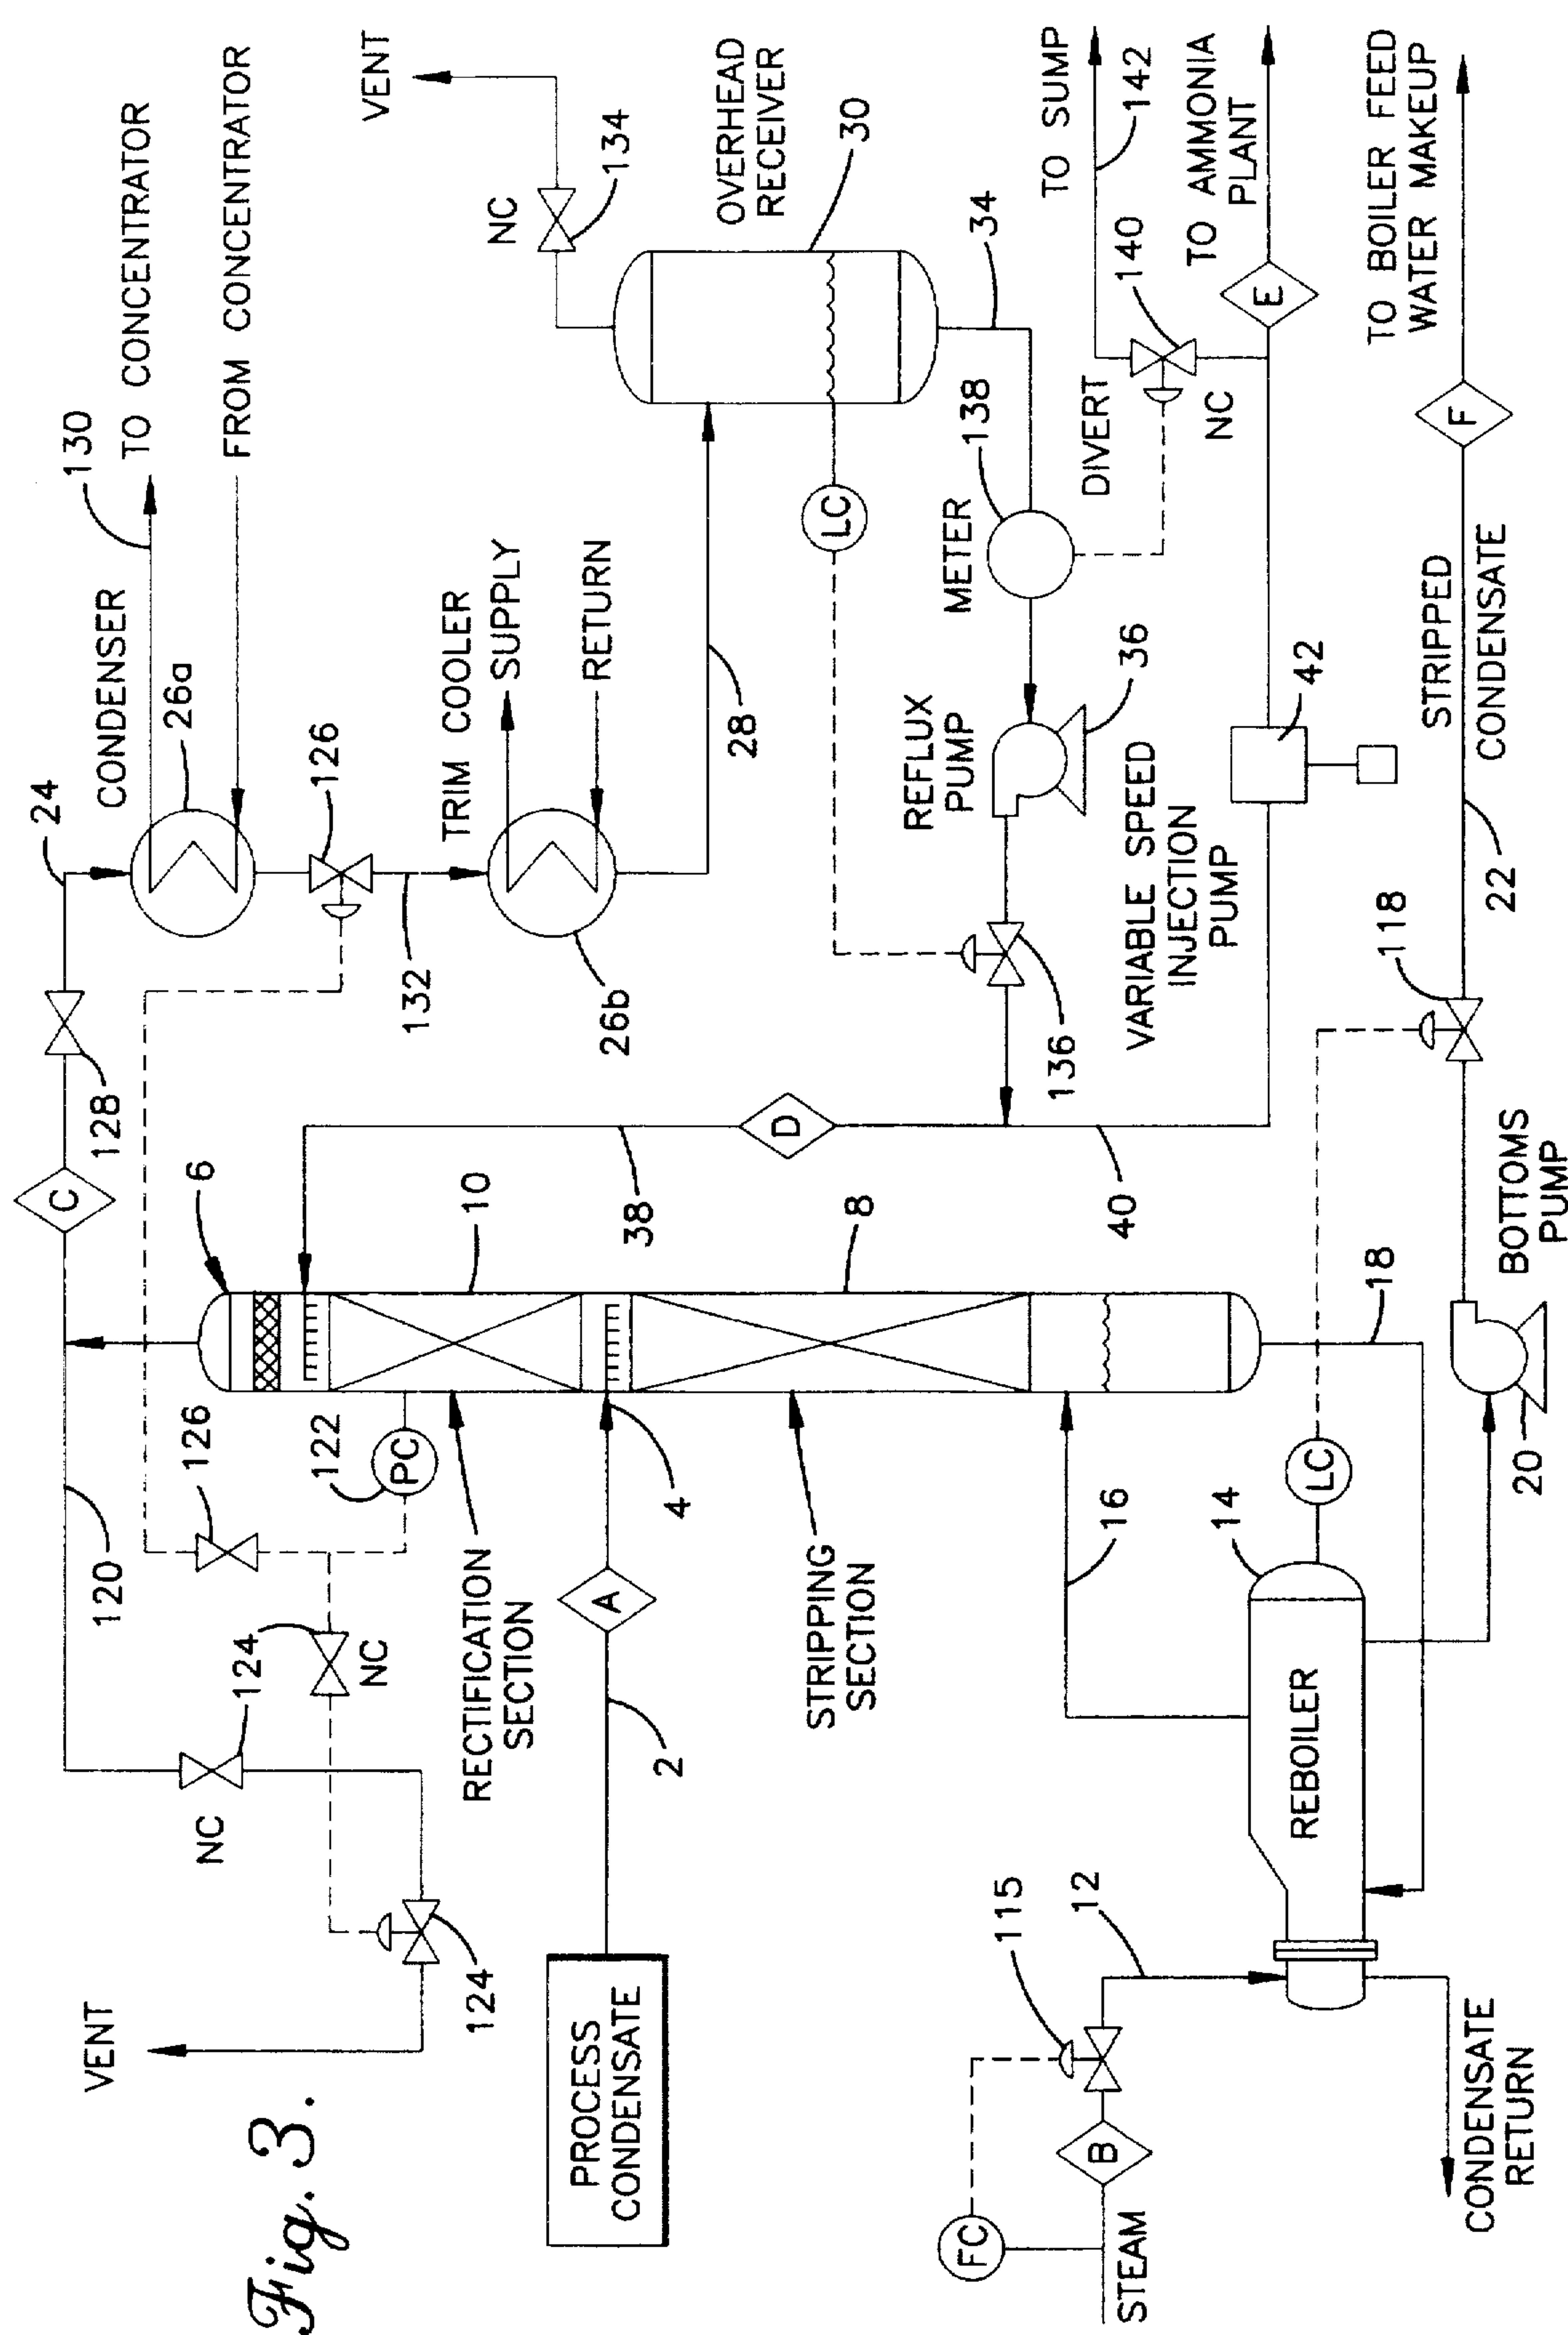 Fig. 3.
VENT
120
124
NC
124
NC
124
126
122
PC
6
10
RECTIFICATION
SECTION
PROCESS
CONDENSATE
2
A
4
STRIPPING
SECTION
8
C
128
24
CONDENSER
26a
130
TO CONCENTRATOR
FROM CONCENTRATOR
126
132
TRIM COOLER
SUPPLY
RETURN
26b
28
VENT
NC
134
OVERHEAD
RECEIVER
30
LC
34
METER
138
REFLUX
PUMP
36
136
D
38
40
VARIABLE SPEED
INJECTION
PUMP
42
DIVERT
NC
140
TO SUMP
142
TO AMMONIA
PLANT
E
STEAM
FC
B
115
12
CONDENSATE
RETURN
REBOILER
14
16
LC
18
20
BOTTOMS
PUMP
118
22
STRIPPED
CONDENSATE
F
TO BOILER FEED
WATER MAKEUP